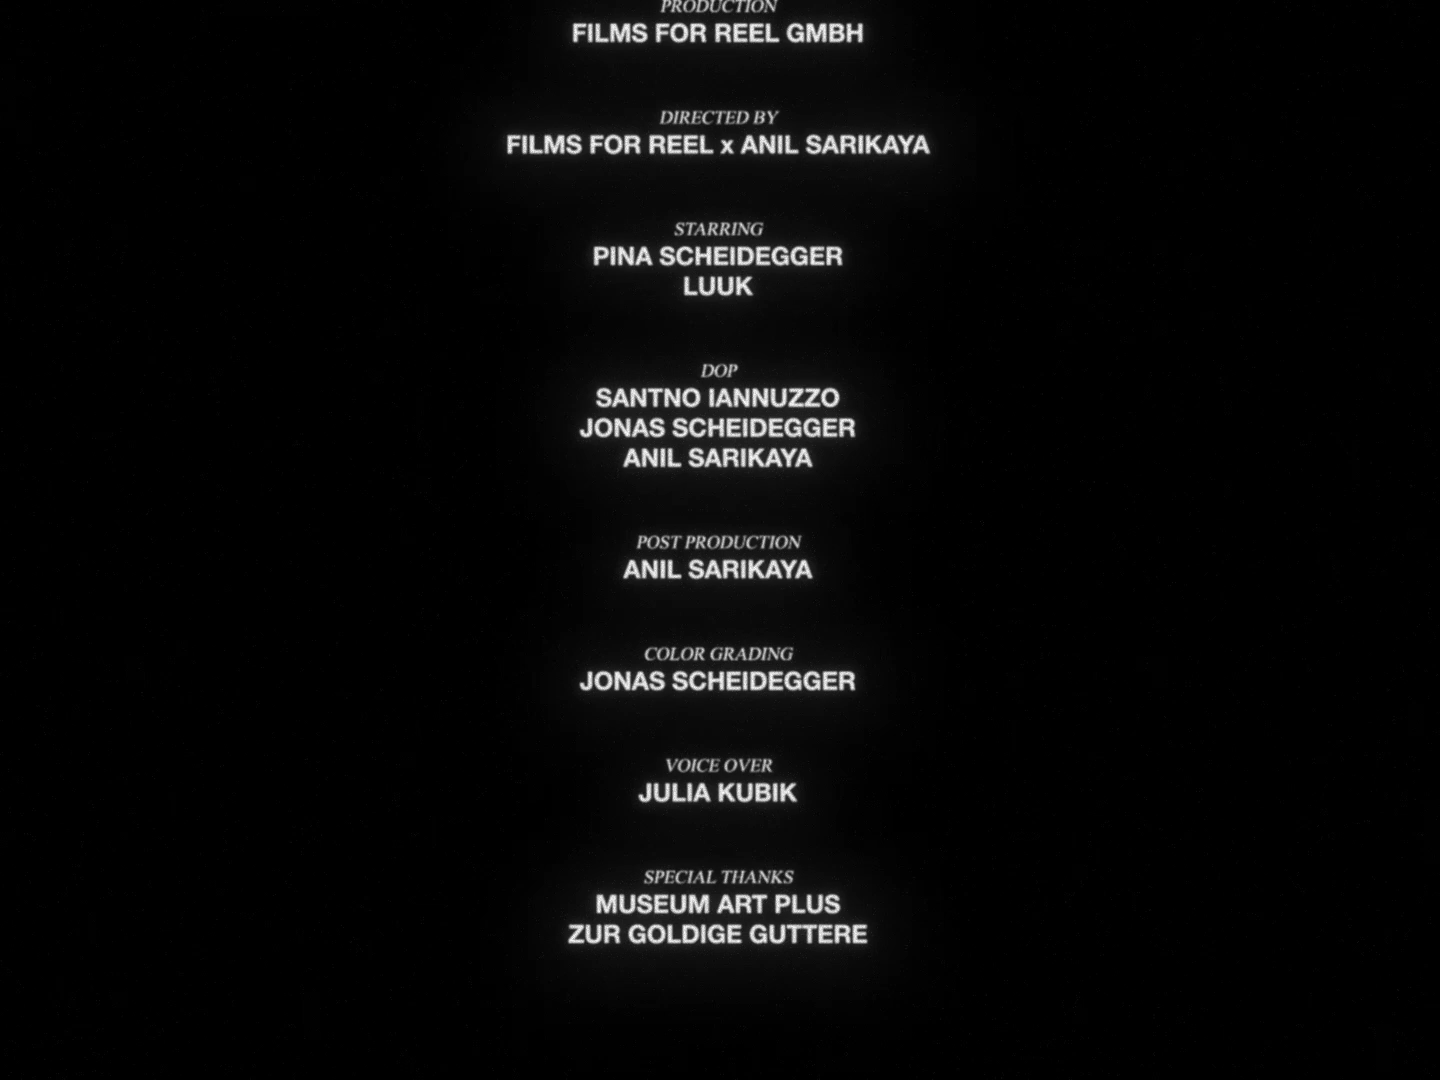 PRODUCTION
FILMS FOR REEL GMBH
DIRECTED BY
FILMS FOR REEL x ANIL SARIKAYA
STARRING
PINA SCHEIDEGGER
LUUK
DOP
SANTNO IANNUZZO
JONAS SCHEIDEGGER
ANIL SARIKAYA
POST PRODUCTION
ANIL SARIKAYA
COLOR GRADING
JONAS SCHEIDEGGER
VOICE OVER
JULIA KUBIK
SPECIAL THANKS
MUSEUM ART PLUS
ZUR GOLDIGE GUTTERE